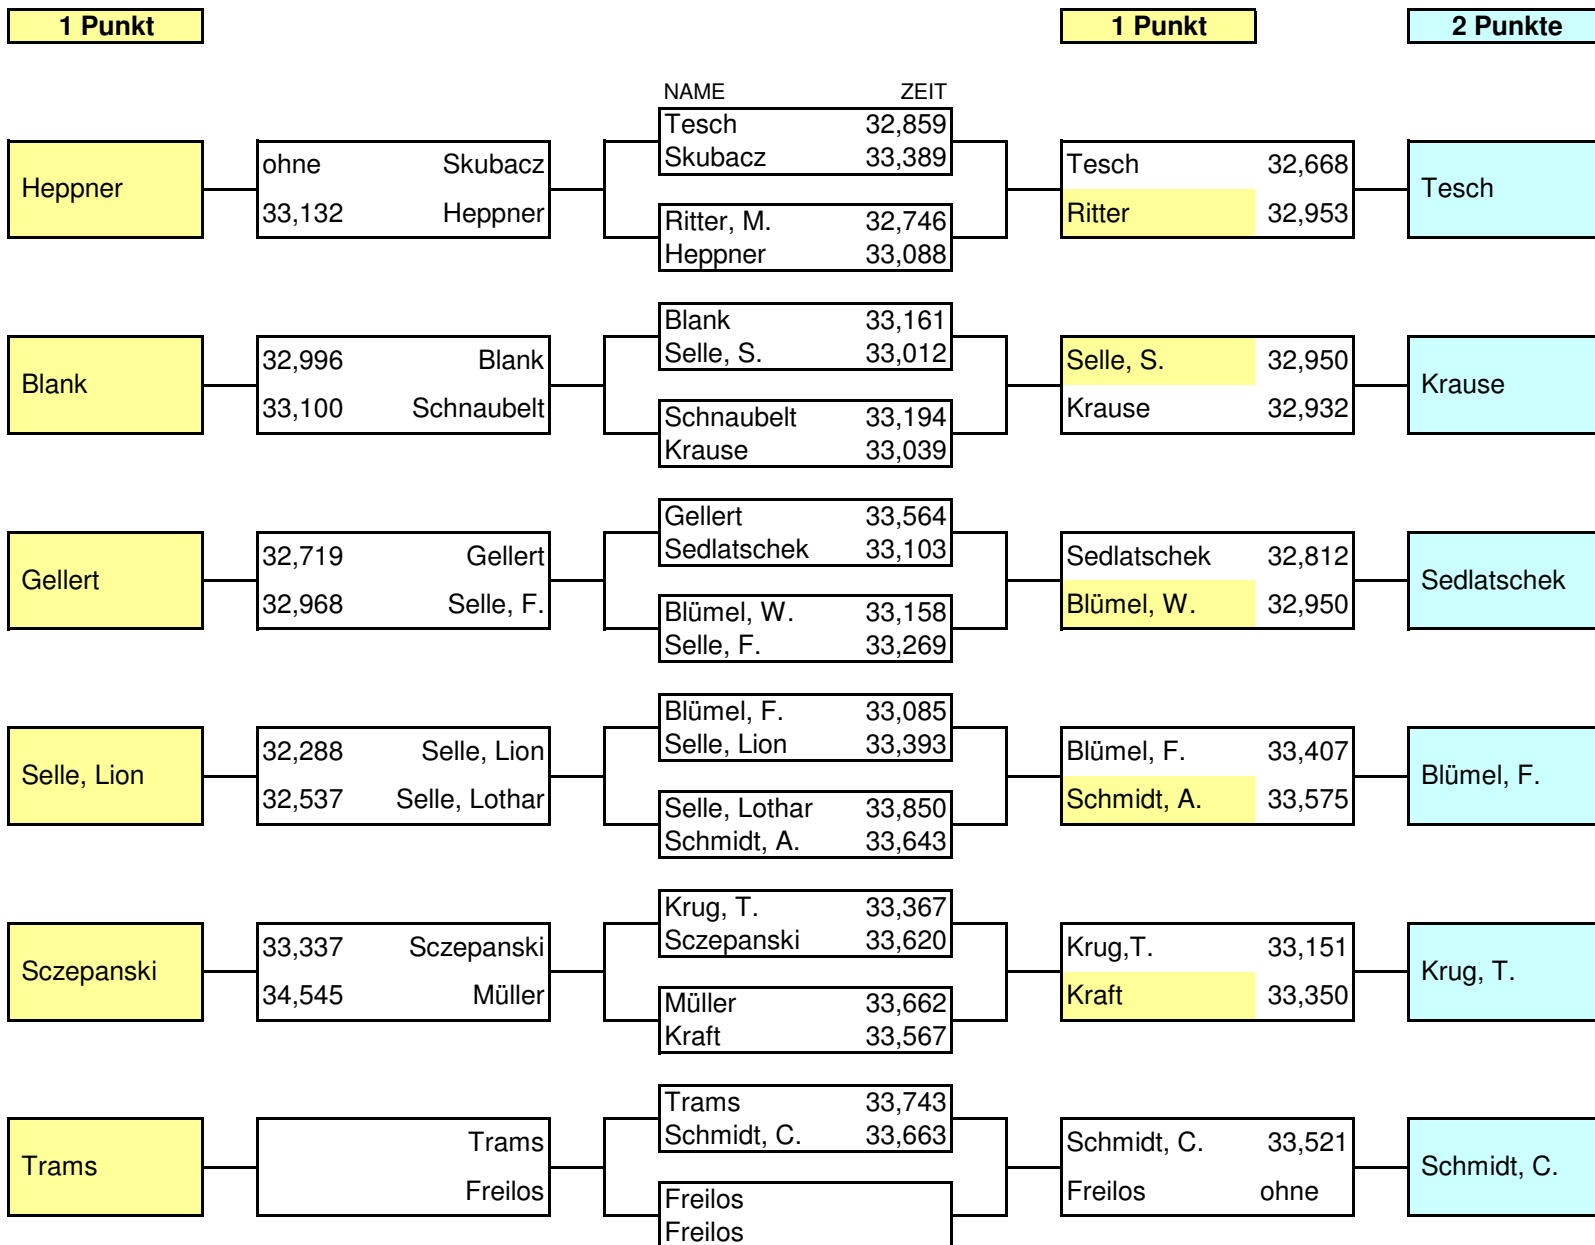 1 Punkt 1 Punkt 2 Punkte
NAME ZEIT
Tesch 32,859
Skubacz 33,389
Ritter, M. 32,746
Heppner 33,088
Heppner
ohne Skubacz
33,132 Heppner
Tesch 32,668
Ritter 32,953
Tesch
Blank 33,161
Selle, S. 33,012
Schnaubelt 33,194
Krause 33,039
Blank
32,996 Blank
33,100 Schnaubelt
Selle, S. 32,950
Krause 32,932
Krause
Gellert 33,564
Sedlatschek 33,103
Blümel, W. 33,158
Selle, F. 33,269
Gellert
32,719 Gellert
32,968 Selle, F.
Sedlatschek 32,812
Blümel, W. 32,950
Sedlatschek
Blümel, F. 33,085
Selle, Lion 33,393
Selle, Lothar 33,850
Schmidt, A. 33,643
Selle, Lion
32,288 Selle, Lion
32,537 Selle, Lothar
Blümel, F. 33,407
Schmidt, A. 33,575
Blümel, F.
Krug, T. 33,367
Sczepanski 33,620
Müller 33,662
Kraft 33,567
Sczepanski
33,337 Sczepanski
34,545 Müller
Krug,T. 33,151
Kraft 33,350
Krug, T.
Trams 33,743
Schmidt, C. 33,663
Freilos
Freilos
Trams
Trams
Freilos
Schmidt, C. 33,521
Freilos ohne
Schmidt, C.